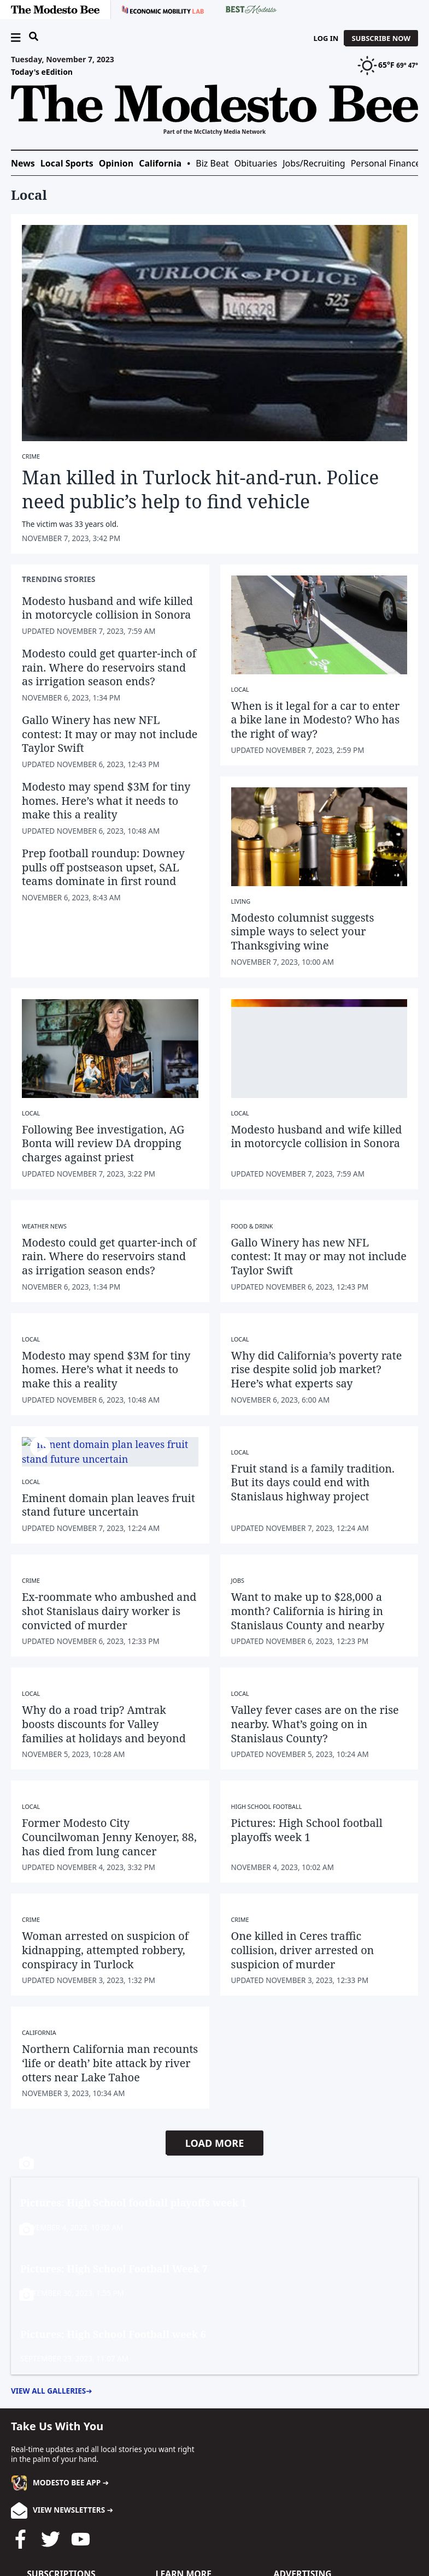 The Modesto Bee
ECONOMIC MOBILITY LAB
BEST of Modesto
LOG IN
SUBSCRIBE NOW
Tuesday, November 7, 2023
Today's eEdition
65°F 69° 47°
The Modesto Bee
Part of the McClatchy Media Network
News Local Sports Opinion California • Biz Beat Obituaries Jobs/Recruiting Personal Finance
Local
TURLOCK POLICE
1406328
CRIME
Man killed in Turlock hit-and-run. Police
need public’s help to find vehicle
The victim was 33 years old.
NOVEMBER 7, 2023, 3:42 PM
TRENDING STORIES
Modesto husband and wife killed
in motorcycle collision in Sonora
UPDATED NOVEMBER 7, 2023, 7:59 AM
Modesto could get quarter-inch of
rain. Where do reservoirs stand
as irrigation season ends?
NOVEMBER 6, 2023, 1:34 PM
Gallo Winery has new NFL
contest: It may or may not include
Taylor Swift
UPDATED NOVEMBER 6, 2023, 12:43 PM
Modesto may spend $3M for tiny
homes. Here’s what it needs to
make this a reality
UPDATED NOVEMBER 6, 2023, 10:48 AM
Prep football roundup: Downey
pulls off postseason upset, SAL
teams dominate in first round
NOVEMBER 6, 2023, 8:43 AM
LOCAL
When is it legal for a car to enter
a bike lane in Modesto? Who has
the right of way?
UPDATED NOVEMBER 7, 2023, 2:59 PM
LIVING
Modesto columnist suggests
simple ways to select your
Thanksgiving wine
NOVEMBER 7, 2023, 10:00 AM
LOCAL
Following Bee investigation, AG
Bonta will review DA dropping
charges against priest
UPDATED NOVEMBER 7, 2023, 3:22 PM
LOCAL
Modesto husband and wife killed
in motorcycle collision in Sonora
UPDATED NOVEMBER 7, 2023, 7:59 AM
WEATHER NEWS
Modesto could get quarter-inch of
rain. Where do reservoirs stand
as irrigation season ends?
NOVEMBER 6, 2023, 1:34 PM
FOOD & DRINK
Gallo Winery has new NFL
contest: It may or may not include
Taylor Swift
UPDATED NOVEMBER 6, 2023, 12:43 PM
LOCAL
Modesto may spend $3M for tiny
homes. Here’s what it needs to
make this a reality
UPDATED NOVEMBER 6, 2023, 10:48 AM
LOCAL
Why did California’s poverty rate
rise despite solid job market?
Here’s what experts say
NOVEMBER 6, 2023, 6:00 AM
inent domain plan leaves fruit
stand future uncertain
LOCAL
Eminent domain plan leaves fruit
stand future uncertain
UPDATED NOVEMBER 7, 2023, 12:24 AM
LOCAL
Fruit stand is a family tradition.
But its days could end with
Stanislaus highway project
UPDATED NOVEMBER 7, 2023, 12:24 AM
CRIME
Ex-roommate who ambushed and
shot Stanislaus dairy worker is
convicted of murder
UPDATED NOVEMBER 6, 2023, 12:33 PM
JOBS
Want to make up to $28,000 a
month? California is hiring in
Stanislaus County and nearby
UPDATED NOVEMBER 6, 2023, 12:23 PM
LOCAL
Why do a road trip? Amtrak
boosts discounts for Valley
families at holidays and beyond
NOVEMBER 5, 2023, 10:28 AM
LOCAL
Valley fever cases are on the rise
nearby. What’s going on in
Stanislaus County?
UPDATED NOVEMBER 5, 2023, 10:24 AM
LOCAL
Former Modesto City
Councilwoman Jenny Kenoyer, 88,
has died from lung cancer
UPDATED NOVEMBER 4, 2023, 3:32 PM
HIGH SCHOOL FOOTBALL
Pictures: High School football
playoffs week 1
NOVEMBER 4, 2023, 10:02 AM
CRIME
Woman arrested on suspicion of
kidnapping, attempted robbery,
conspiracy in Turlock
UPDATED NOVEMBER 3, 2023, 1:32 PM
CRIME
One killed in Ceres traffic
collision, driver arrested on
suspicion of murder
UPDATED NOVEMBER 3, 2023, 12:33 PM
CALIFORNIA
Northern California man recounts
‘life or death’ bite attack by river
otters near Lake Tahoe
NOVEMBER 3, 2023, 10:34 AM
LOAD MORE
VIEW ALL GALLERIES➔
Take Us With You
Real-time updates and all local stories you want right
in the palm of your hand.
MODESTO BEE APP ➔
VIEW NEWSLETTERS ➔
SUBSCRIPTIONS
LEARN MORE
ADVERTISING